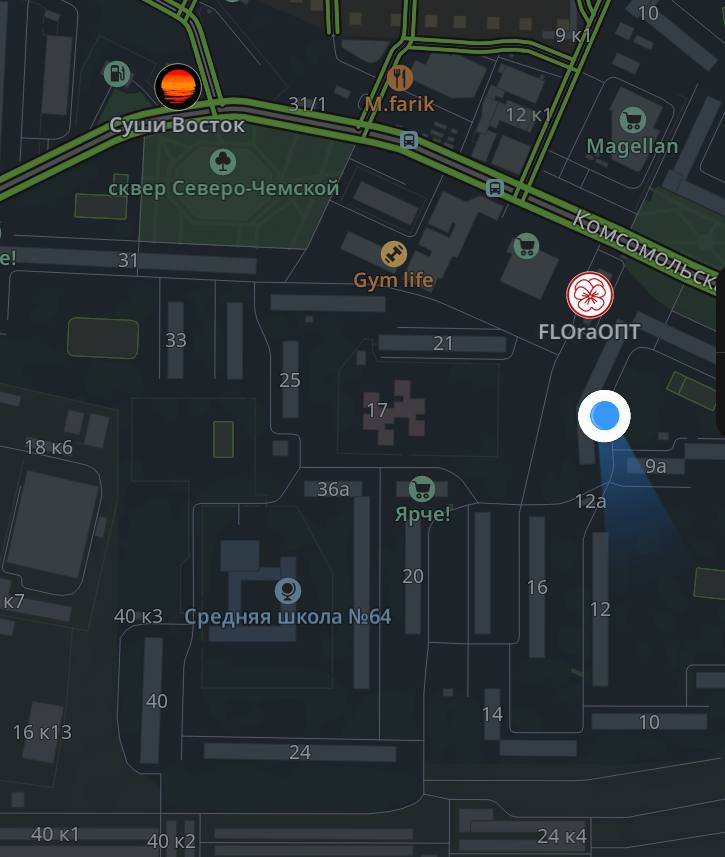 10
9 к1
31/1
M.farik
12 к1
Суши Восток
Magellan
сквер Северо-Чемской
Комсомольск
е!
31
Gym life
FLOraОПТ
33
21
25
17
18 к6
9а
36а
12а
Ярче!
20
16
к7
40 к3
Средняя школа №64
12
40
14
10
16 к13
24
40 к1
40 к2
24 к4